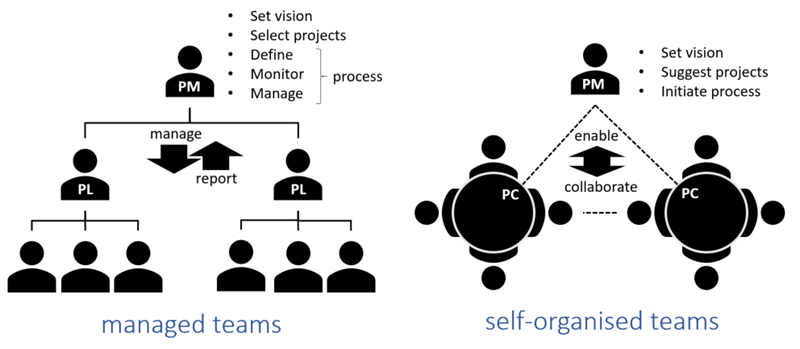 • Set vision
• Select projects
• Define
• Monitor
• Manage
process
PM
manage
report
PL
PL
managed teams
• Set vision
• Suggest projects
• Initiate process
PM
enable
collaborate
PC
PC
self-organised teams